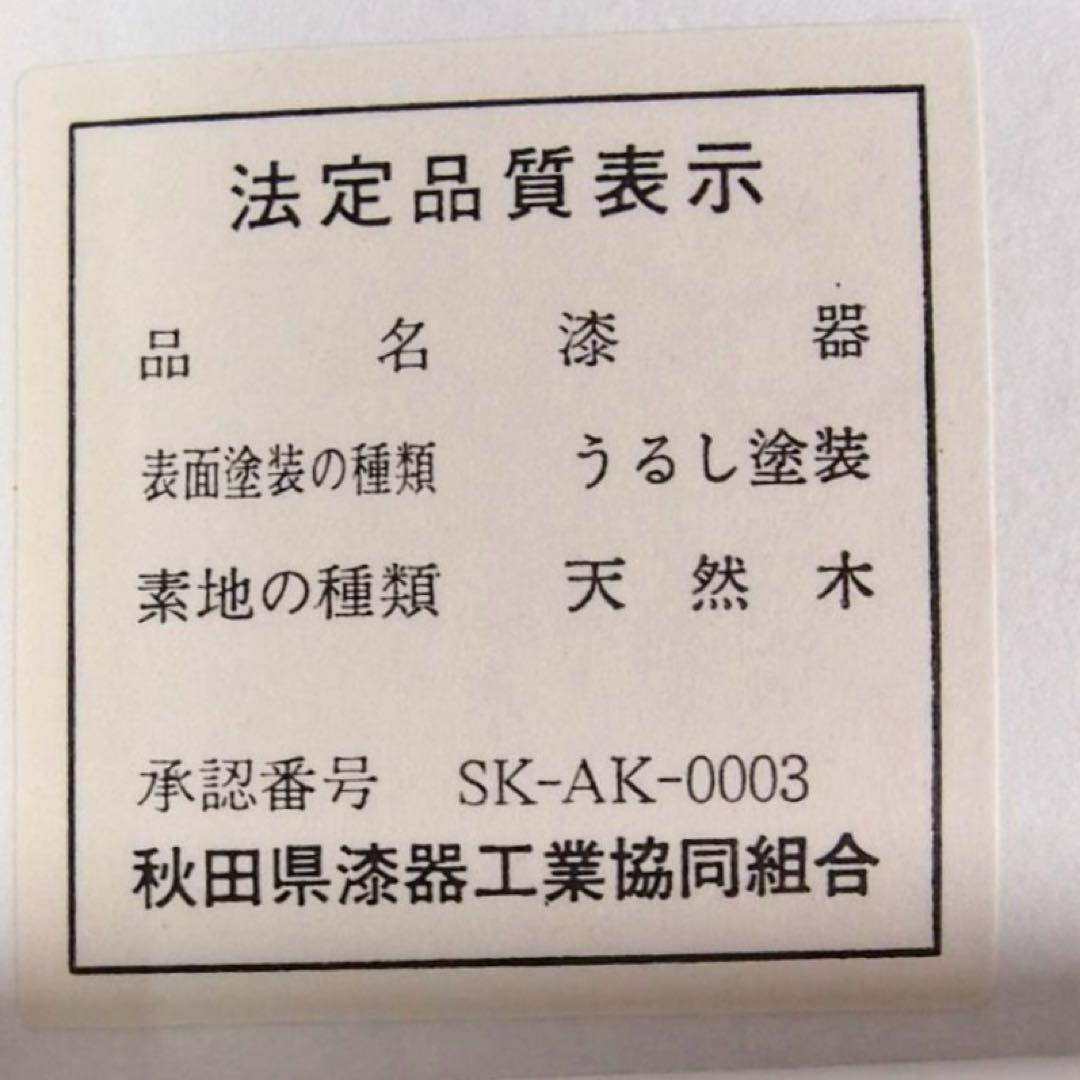 法定品質表示
品名 漆器
表面塗装の種類 うるし塗装
素地の種類 天然木
承認番号 SK-AK-0003
秋田県漆器工業協同組合